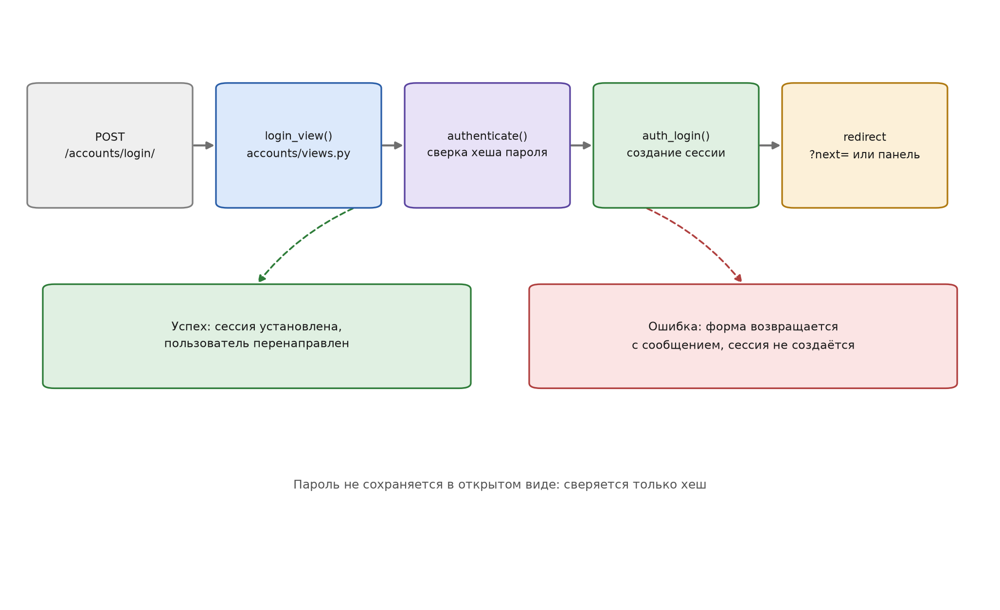 POST
/accounts/login/
login_view()
accounts/views.py
authenticate()
сверка хеша пароля
auth_login()
создание сессии
redirect
?next= или панель
Успех: сессия установлена,
пользователь перенаправлен
Ошибка: форма возвращается
с сообщением, сессия не создаётся
Пароль не сохраняется в открытом виде: сверяется только хеш